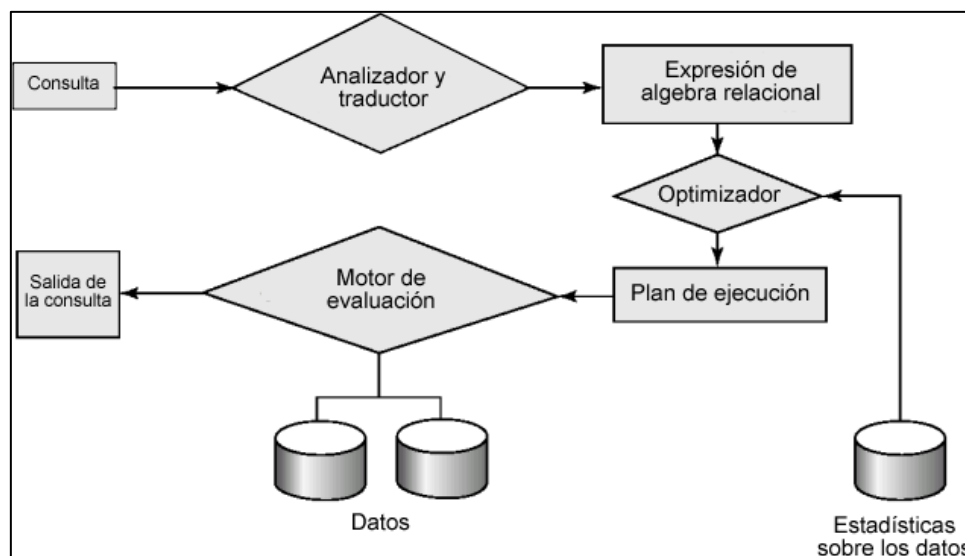 Consulta
Analizador y
traductor
Expresión de
algebra relacional
Optimizador
Salida de
la consulta
Motor de
evaluación
Plan de ejecución
Datos
Estadísticas
sobre los datos